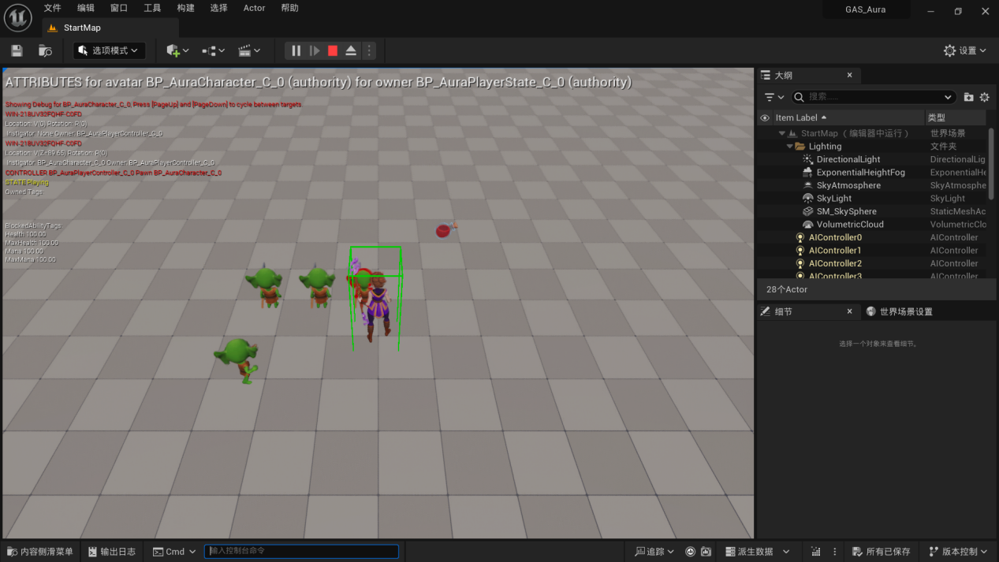 文件 编辑 窗口 工具 构建 选择 Actor 帮助
GAS_Aura
StartMap
选项模式
设置
ATTRIBUTES for avatar BP_AuraCharacter_C_0 (authority) for owner BP_AuraPlayerState_C_0 (authority)
Showing Debug for BP_AuraCharacter_C_0, Press [PageUp] and [PageDown] to cycle between targets.
WIN-218UV32FQHF-C0FD
Location: V(0) Rotation: R(0)
Instigator: None Owner: BP_AuraPlayerController_C_0
WIN-218UV32FQHF-C0FD
Location: V(Z=89.65) Rotation: R(0)
Instigator: BP_AuraCharacter_C_0 Owner: BP_AuraPlayerController_C_0
CONTROLLER BP_AuraPlayerController_C_0 Pawn BP_AuraCharacter_C_0
STATE Playing
Owned Tags:
BlockedAbilityTags:
Health 100.00
MaxHealth 100.00
Mana 100.00
MaxMana 100.00
大纲
搜索......
Item Label 类型
StartMap（编辑器中运行） 世界场景
Lighting 文件夹
DirectionalLight DirectionalLig
ExponentialHeightFog ExponentialHe
SkyAtmosphere SkyAtmosphe
SkyLight SkyLight
SM_SkySphere StaticMeshAc
VolumetricCloud VolumetricClo
AIController0 AIController
AIController1 AIController
AIController2 AIController
AIController3 AIController
28个Actor
细节 世界场景设置
选择一个对象来查看细节。
内容侧滑菜单 输出日志 Cmd 输入控制台命令 追踪 派生数据 所有已保存 版本控制